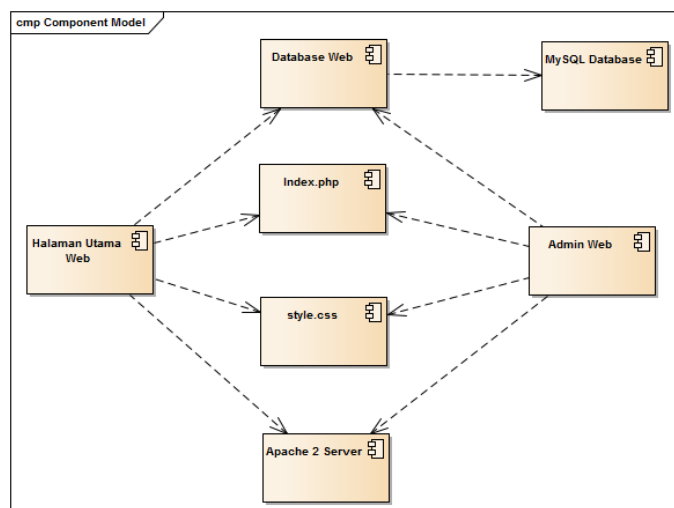 cmp Component Model
Database Web
MySQL Database
Index.php
Halaman Utama
Web
Admin Web
style.css
Apache 2 Server